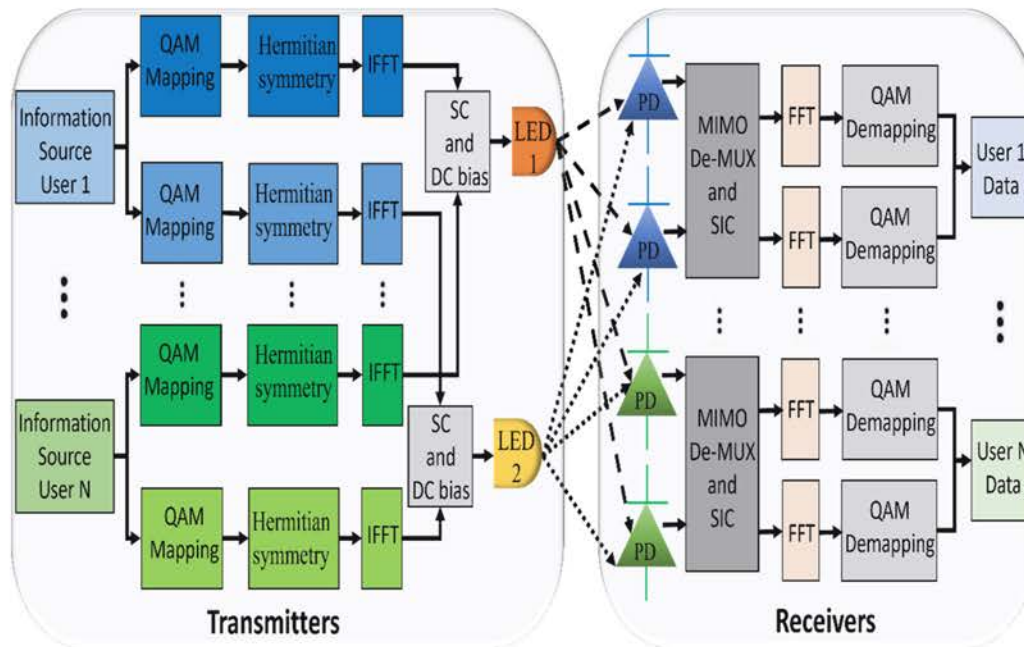 QAM
Mapping
Hermitian
symmetry
IFFT
Information
Source
User 1
SC
and
DC bias
LED
1
QAM
Mapping
Hermitian
symmetry
IFFT
QAM
Mapping
Hermitian
symmetry
IFFT
Information
Source
User N
SC
and
DC bias
LED
2
QAM
Mapping
Hermitian
symmetry
IFFT
Transmitters
PD
PD
MIMO
De-MUX
and
SIC
FFT
QAM
Demapping
FFT
QAM
Demapping
User 1
Data
PD
PD
MIMO
De-MUX
and
SIC
FFT
QAM
Demapping
FFT
QAM
Demapping
User N
Data
Receivers